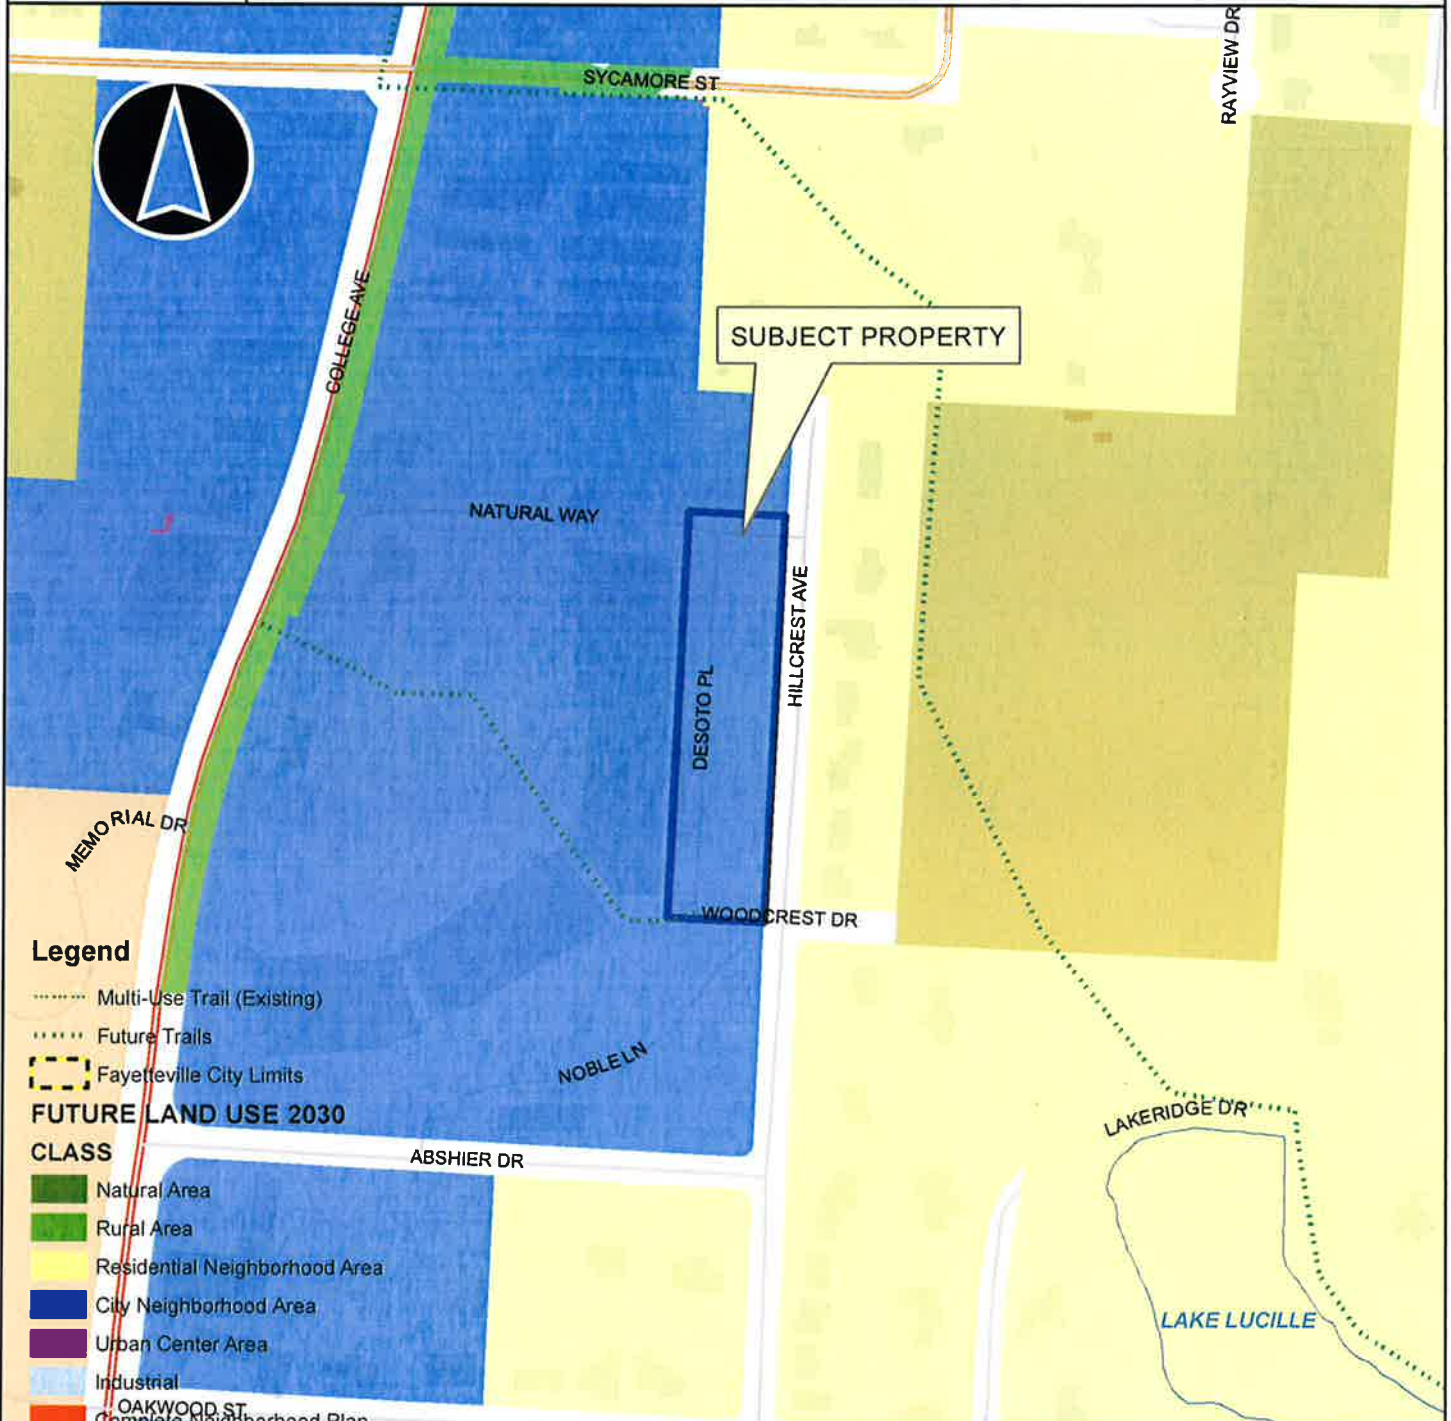 RAYVIEW DR
SYCAMORE ST
COLLEGE AVE
SUBJECT PROPERTY
NATURAL WAY
HILLCREST AVE
DESOTO PL
MEMORIAL DR
WOODCREST DR
Legend
Multi-Use Trail (Existing)
Future Trails
Fayetteville City Limits
NOBLE LN
FUTURE LAND USE 2030
LAKERIDGE DR
CLASS
ABSHIER DR
Natural Area
Rural Area
Residential Neighborhood Area
City Neighborhood Area
LAKE LUCILLE
Urban Center Area
Industrial
OAKWOOD ST
Complete Neighborhood Plan